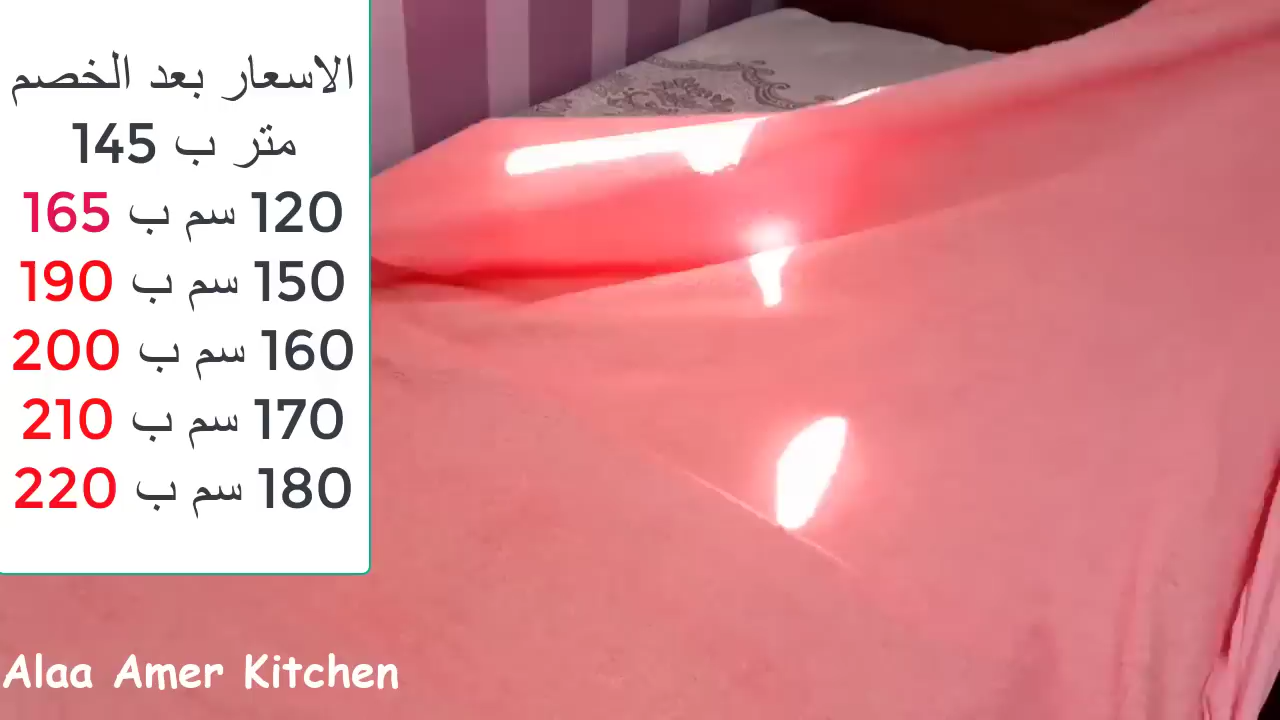 الاسعار بعد الخصم
متر ب 145
120 سم ب 165
150 سم ب 190
160 سم ب 200
170 سم ب 210
180 سم ب 220
Alaa Amer Kitchen